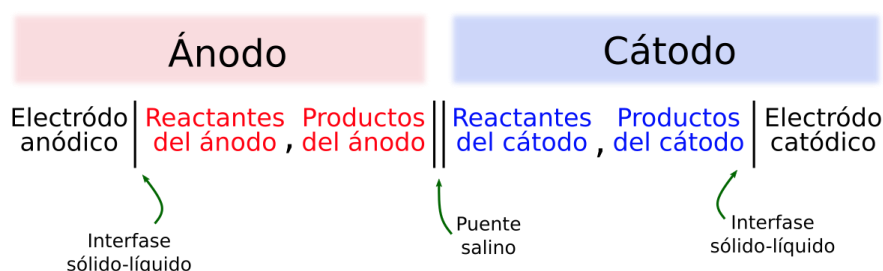 Ánodo
Cátodo
Electródo
anódico
Reactantes
del ánodo
,
Productos
del ánodo
Reactantes
del cátodo
,
Productos
del cátodo
Electródo
catódico
Interfase
sólido-líquido
Puente
salino
Interfase
sólido-líquido